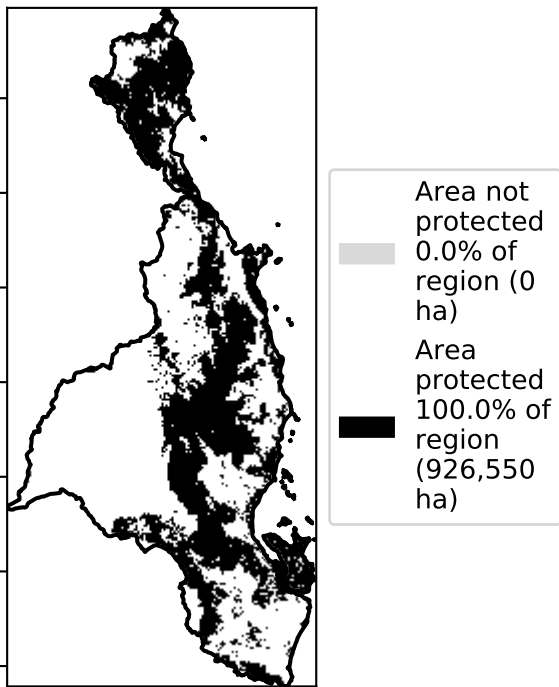 Area not
protected
0.0% of
region (0
ha)
Area
protected
100.0% of
region
(926,550
ha)